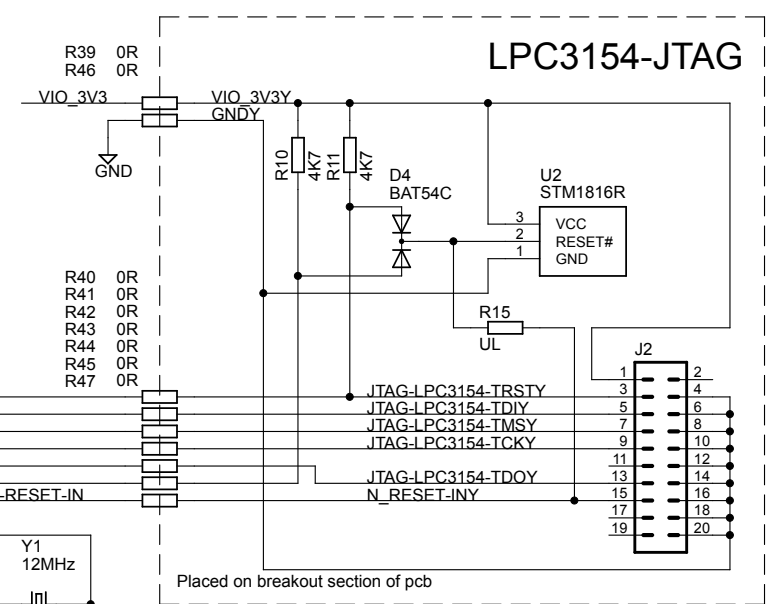 LPC3154-JTAG
R39 0R
R46 0R
VIO_3V3
VIO_3V3Y
GNDY
GND
R10
4K7
R11
4K7
D4
BAT54C
U2
STM1816R
3 VCC
2 RESET#
1 GND
R40 0R
R41 0R
R42 0R
R43 0R
R44 0R
R45 0R
R47 0R
R15
UL
J2
1 2
JTAG-LPC3154-TRSTY 3 4
JTAG-LPC3154-TDIY 5 6
JTAG-LPC3154-TMSY 7 8
JTAG-LPC3154-TCKY 9 10
11 12
JTAG-LPC3154-TDOY 13 14
-RESET-IN N_RESET-INY 15 16
17 18
19 20
Y1
12MHz
Placed on breakout section of pcb